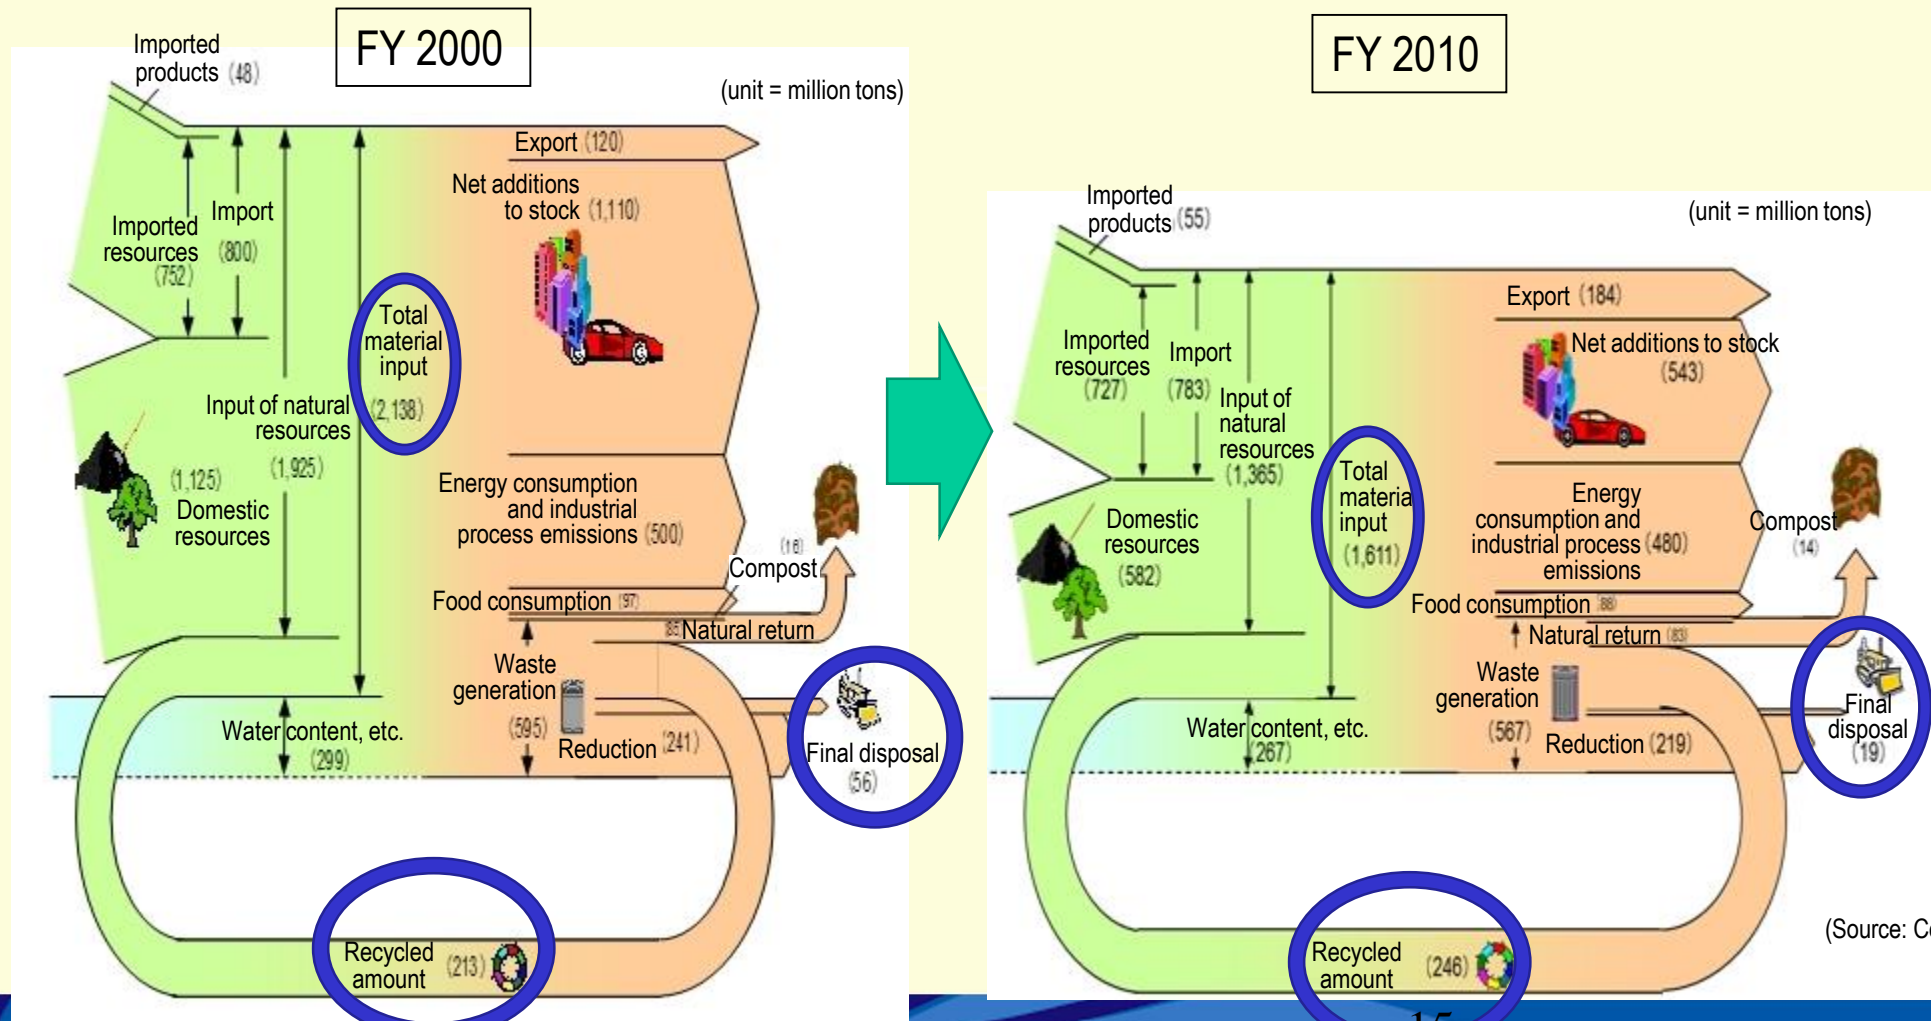 FY 2000
(unit = million tons)
Imported
products (48)
Export (120)
Net additions
to stock (1,110)
Imported
resources
(752)
Import
(800)
Total
material
input
(2,138)
Input of natural
resources
(1,925)
(1,125)
Domestic
resources
Energy consumption
and industrial
process emissions (500)
(16)
Compost
Food consumption (97)
(85) Natural return
Waste
generation
(595)
Reduction (241)
Water content, etc.
(299)
Final disposal
(56)
Recycled
amount (213)
FY 2010
(unit = million tons)
Imported
products (55)
Export (184)
Net additions to stock
(543)
Imported
resources
(727)
Import
(783)
Input of
natural
resources
(1,365)
Total
materia
input
(1,611)
Domestic
resources
(582)
Energy
consumption and
industrial process (480)
emissions
Compost
(14)
Food consumption (88)
Natural return (83)
Waste
generation
(567)
Reduction (219)
Water content, etc.
(267)
Final
disposal
(19)
Recycled
amount (246)
(Source: C
15